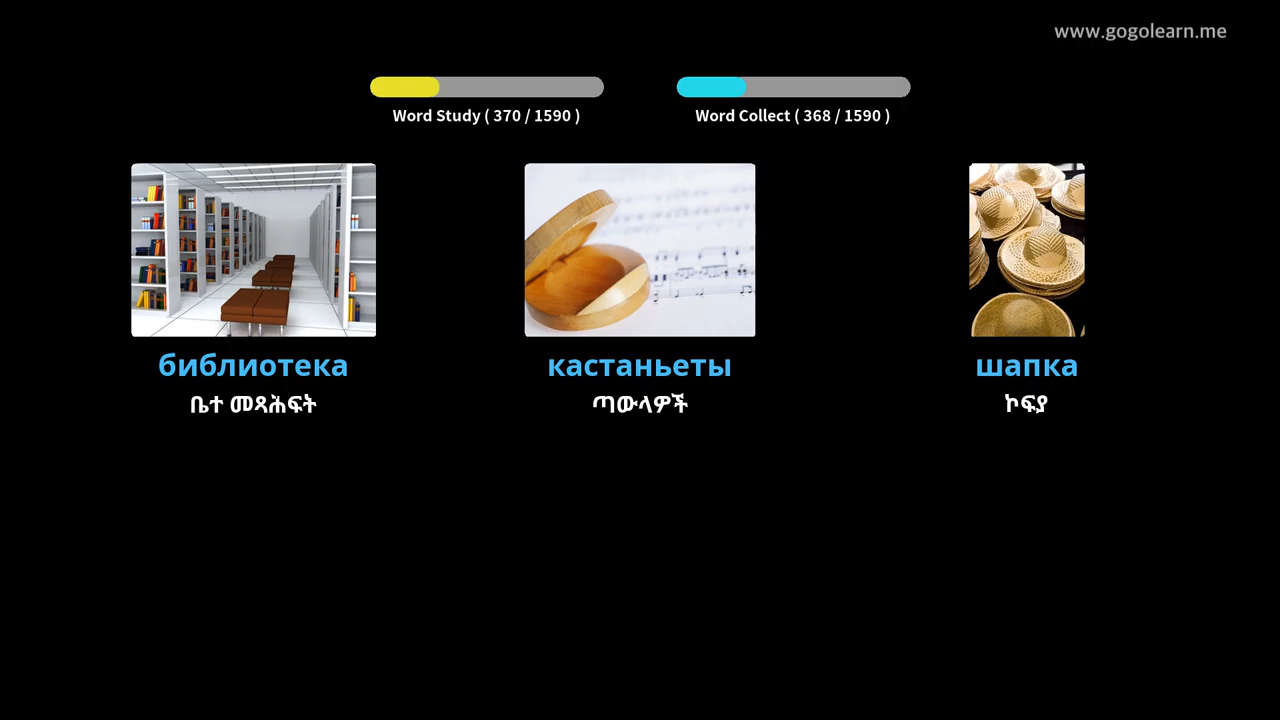 www.gogolearn.me
Word Study ( 370 / 1590 )
Word Collect ( 368 / 1590 )
библиотека
кастаньеты
шапка
ቤተ መጻሕፍት
ጣውላዎች
ኮፍያ